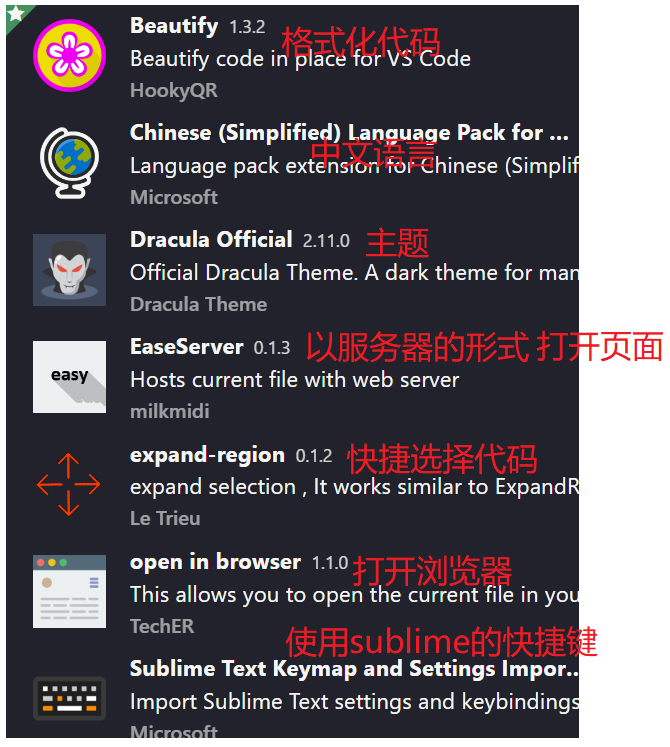 Beautify 1.3.2 格式化代码
Beautify code in place for VS Code
HookyQR
Chinese (Simplified) Language Pack for ...
中文语言
Language pack extension for Chinese (Simplif
Microsoft
Dracula Official 2.11.0 主题
Official Dracula Theme. A dark theme for man
Dracula Theme
EaseServer 0.1.3 以服务器的形式 打开页面
easy
Hosts current file with web server
milkmidi
expand-region 0.1.2 快捷选择代码
expand selection , It works similar to ExpandR
Le Trieu
open in browser 1.1.0 打开浏览器
This allows you to open the current file in you
TechER
使用sublime的快捷键
Sublime Text Keymap and Settings Impor...
Import Sublime Text settings and keybindings
Microsoft